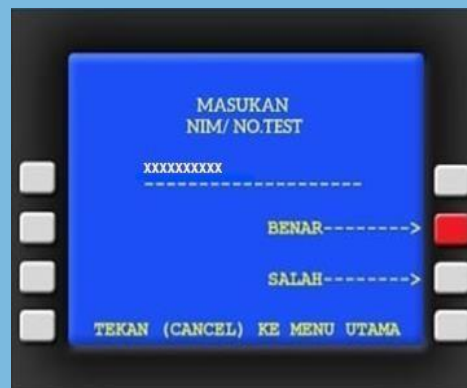 MASUKAN
NIM/ NO.TEST
XXXXXXXXXX
--------------------
BENAR-------->
SALAH-------->
TEKAN (CANCEL) KE MENU UTAMA